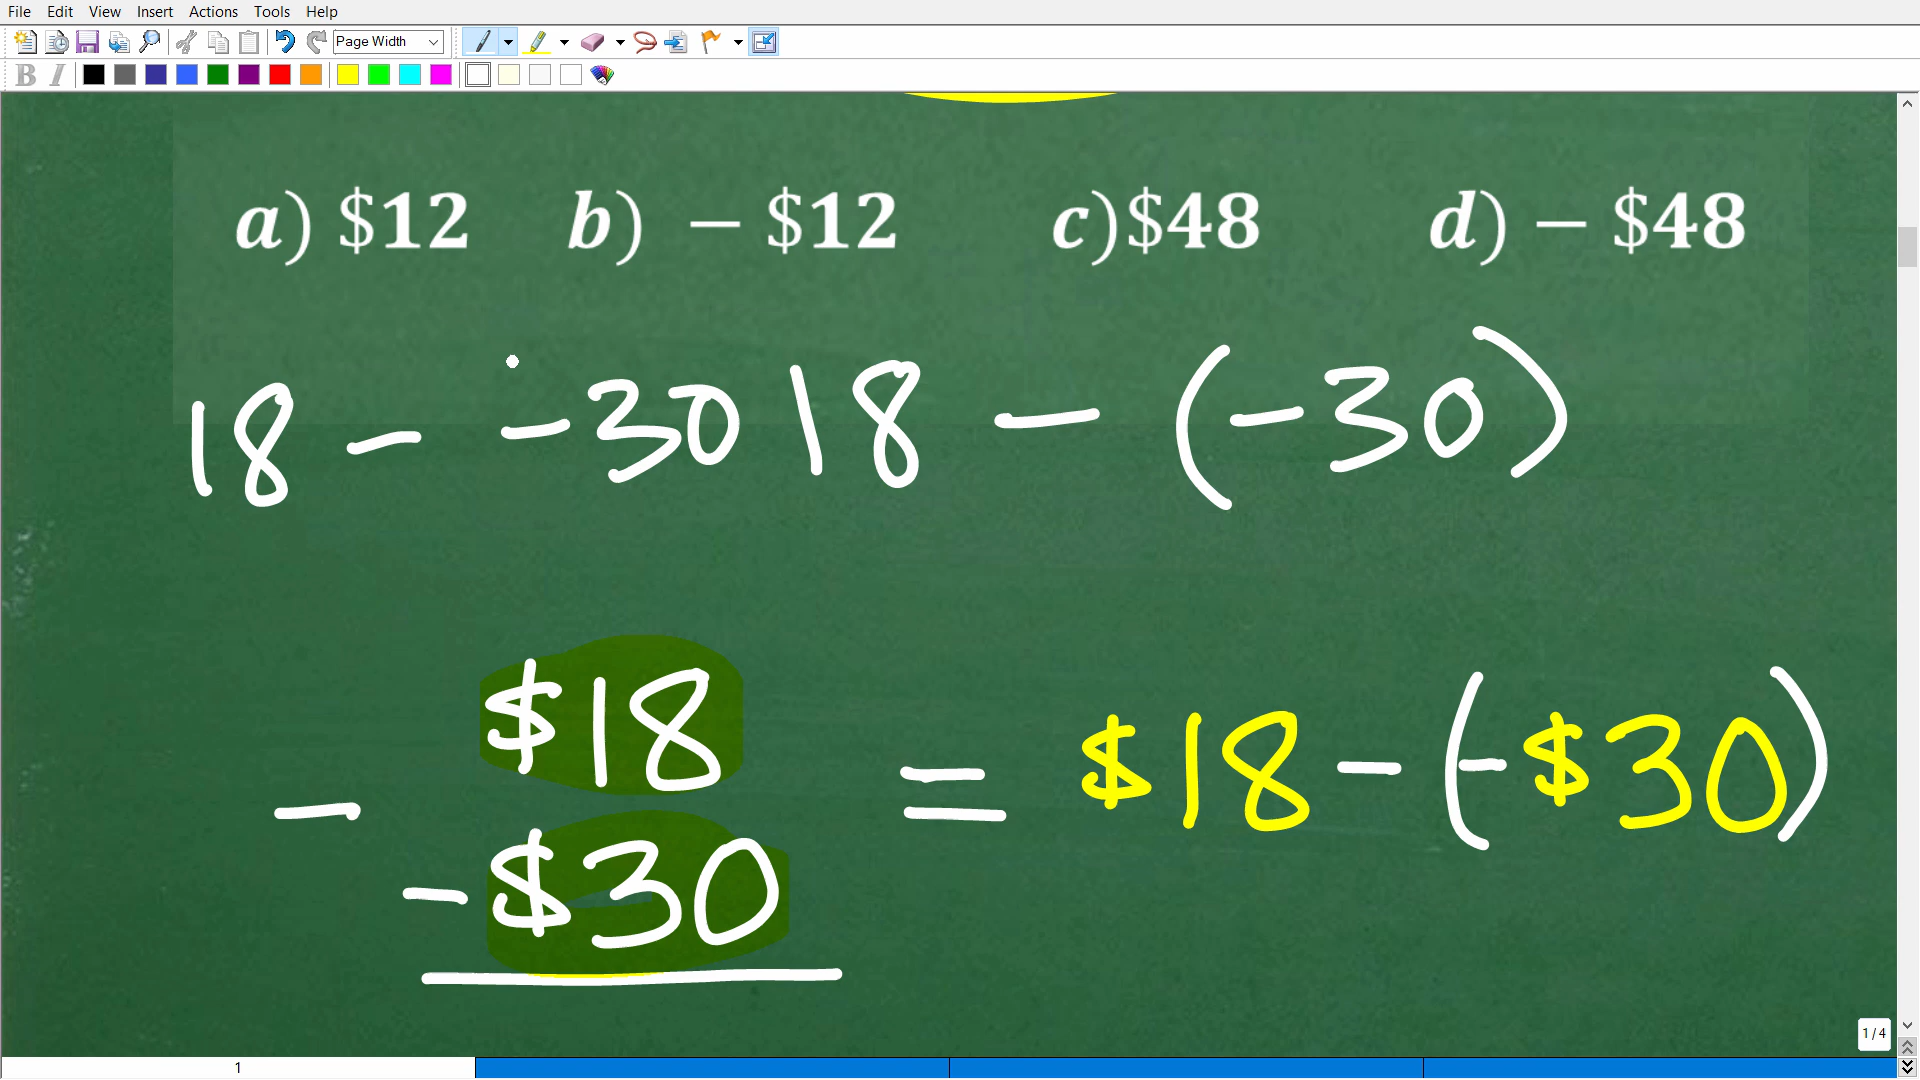 File Edit View Insert Actions Tools Help
Page Width
B I
a) $12 b) − $12 c)$48 d) − $48
18 - -30 18 - (-30)
$18
- = $18 - (-$30)
-$30
1 / 4
1